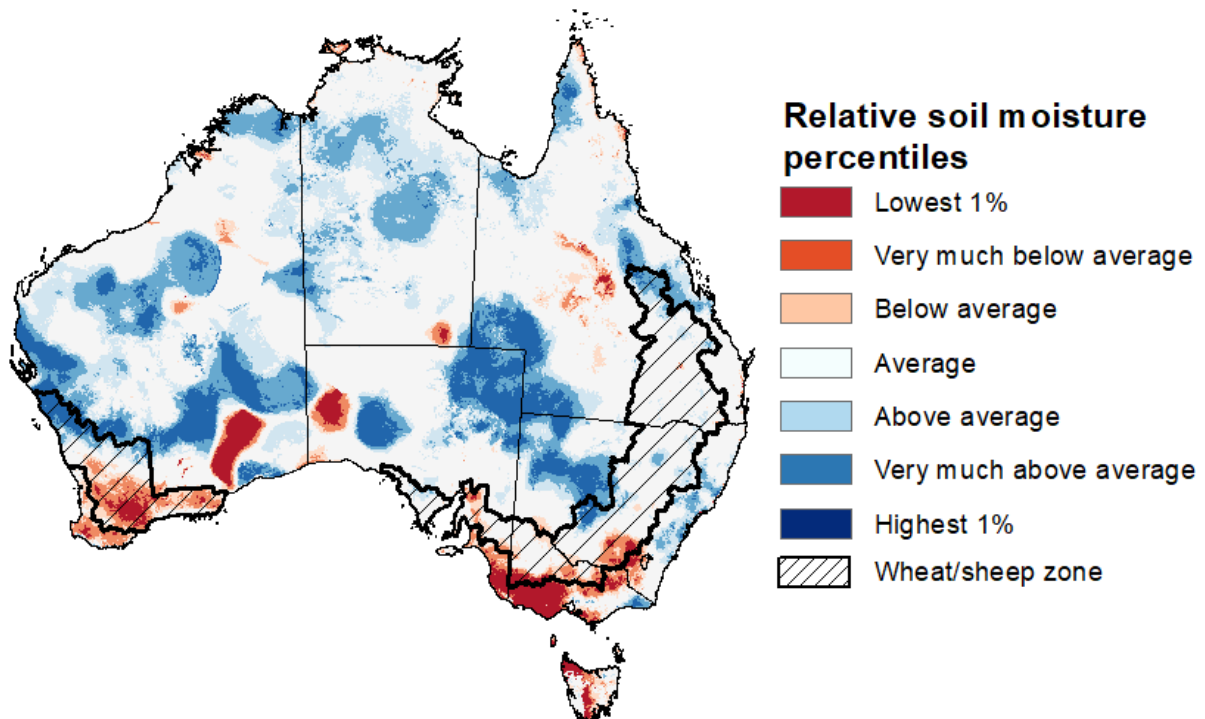 Relative soil moisture
percentiles
Lowest 1%
Very much below average
Below average
Average
Above average
Very much above average
Highest 1%
Wheat/sheep zone